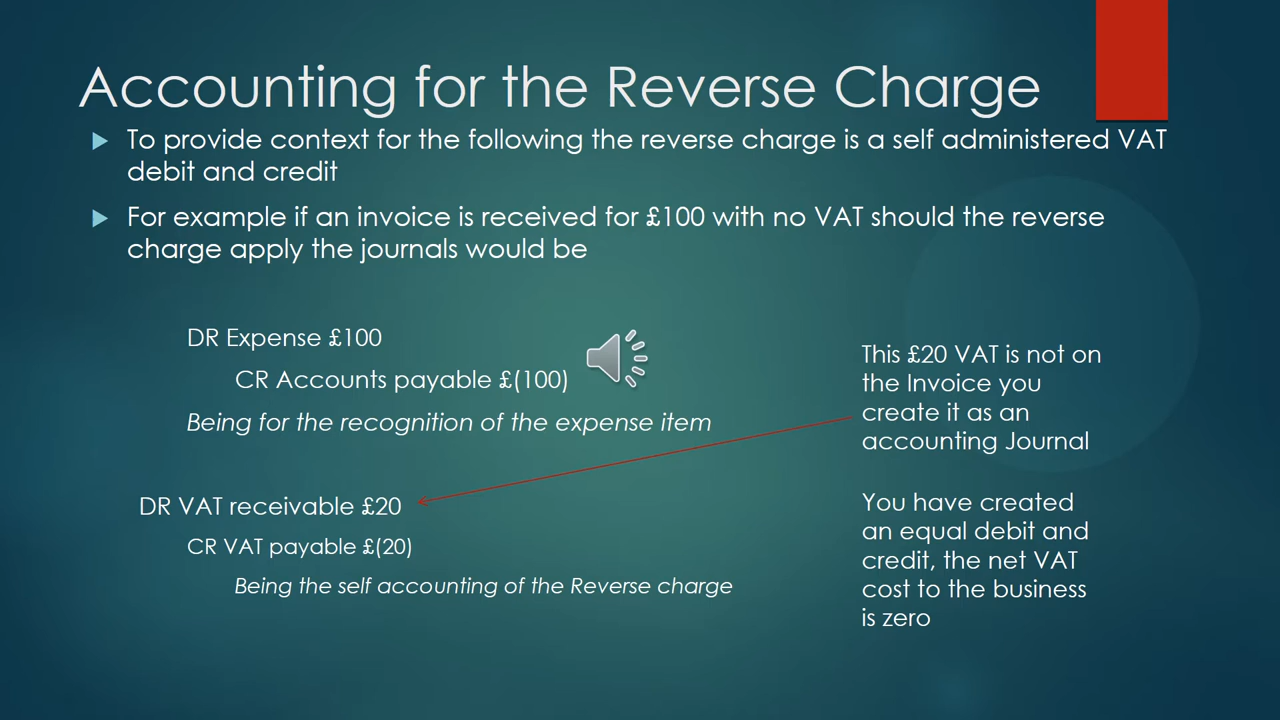 Accounting for the Reverse Charge
To provide context for the following the reverse charge is a self administered VAT
debit and credit
For example if an invoice is received for £100 with no VAT should the reverse
charge apply the journals would be
DR Expense £100
CR Accounts payable £(100)
Being for the recognition of the expense item
DR VAT receivable £20
CR VAT payable £(20)
Being the self accounting of the Reverse charge
This £20 VAT is not on
the Invoice you
create it as an
accounting Journal
You have created
an equal debit and
credit, the net VAT
cost to the business
is zero